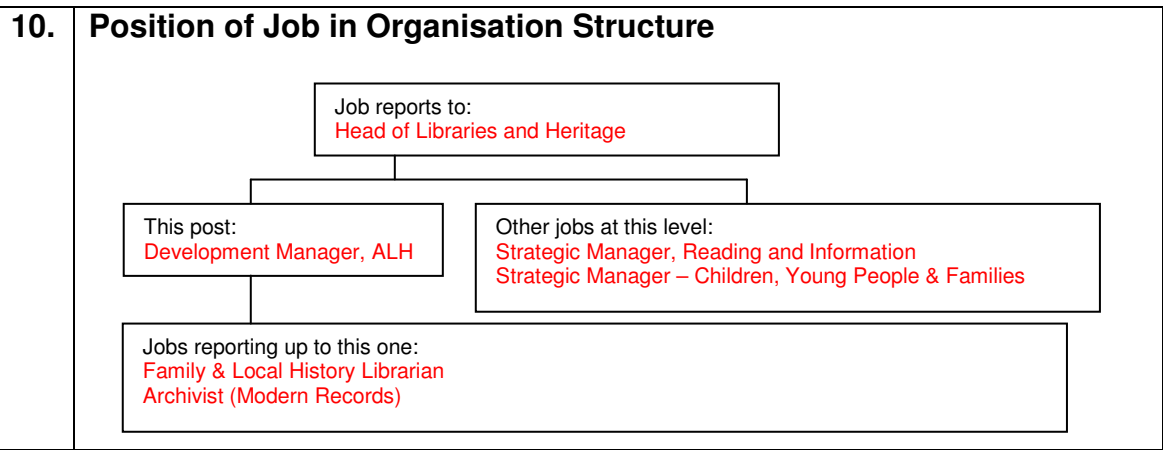 10. Position of Job in Organisation Structure
Job reports to:
Head of Libraries and Heritage
This post:
Development Manager, ALH
Other jobs at this level:
Strategic Manager, Reading and Information
Strategic Manager – Children, Young People & Families
Jobs reporting up to this one:
Family & Local History Librarian
Archivist (Modern Records)